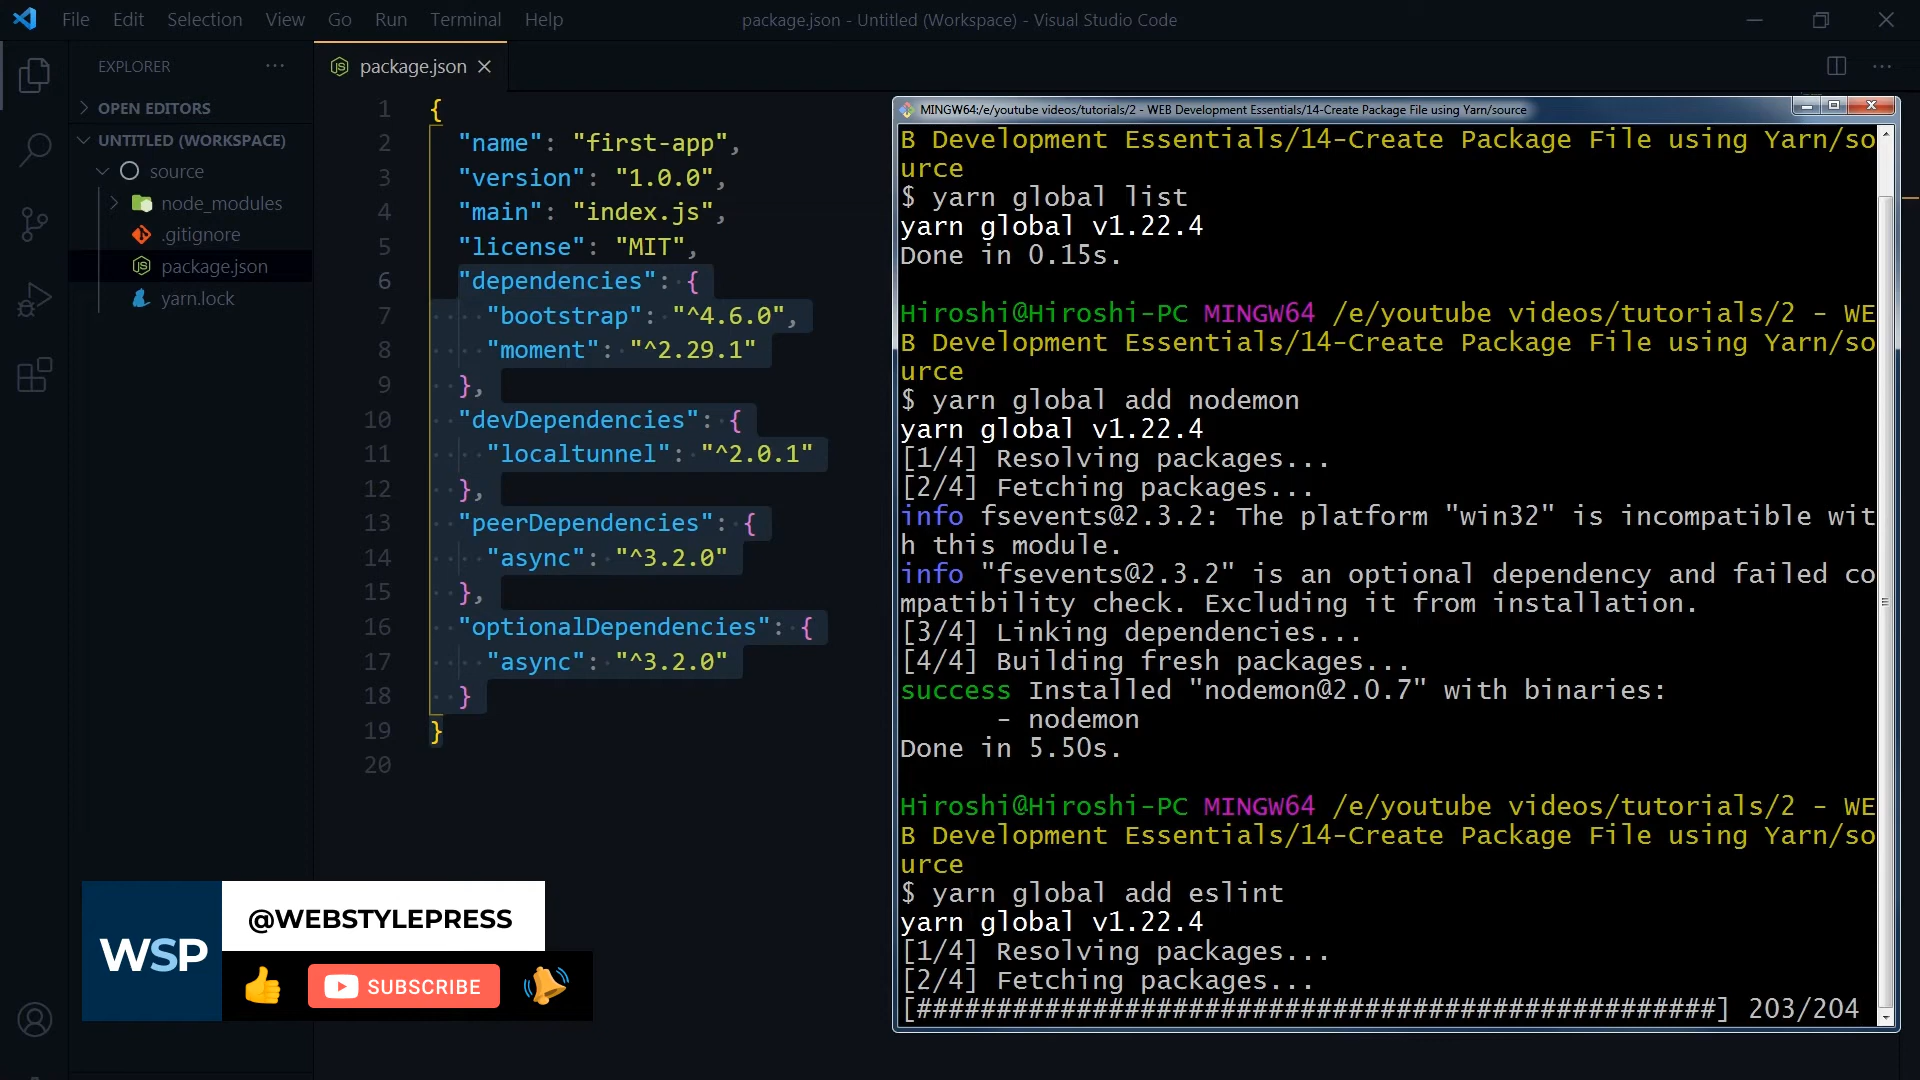 File Edit Selection View Go Run Terminal Help
package.json - Untitled (Workspace) - Visual Studio Code
EXPLORER
OPEN EDITORS
UNTITLED (WORKSPACE)
source
node_modules
.gitignore
package.json
yarn.lock
package.json
1 {
2 "name": "first-app",
3 "version": "1.0.0",
4 "main": "index.js",
5 "license": "MIT",
6 "dependencies": {
7 "bootstrap": "^4.6.0",
8 "moment": "^2.29.1"
9 },
10 "devDependencies": {
11 "localtunnel": "^2.0.1"
12 },
13 "peerDependencies": {
14 "async": "^3.2.0"
15 },
16 "optionalDependencies": {
17 "async": "^3.2.0"
18 }
19 }
20
MINGW64:/e/youtube videos/tutorials/2 - WEB Development Essentials/14-Create Package File using Yarn/source
B Development Essentials/14-Create Package File using Yarn/so
urce
$ yarn global list
yarn global v1.22.4
Done in 0.15s.
Hiroshi@Hiroshi-PC MINGW64 /e/youtube videos/tutorials/2 - WE
B Development Essentials/14-Create Package File using Yarn/so
urce
$ yarn global add nodemon
yarn global v1.22.4
[1/4] Resolving packages...
[2/4] Fetching packages...
info fsevents@2.3.2: The platform "win32" is incompatible wit
h this module.
info "fsevents@2.3.2" is an optional dependency and failed co
mpatibility check. Excluding it from installation.
[3/4] Linking dependencies...
[4/4] Building fresh packages...
success Installed "nodemon@2.0.7" with binaries:
- nodemon
Done in 5.50s.
Hiroshi@Hiroshi-PC MINGW64 /e/youtube videos/tutorials/2 - WE
B Development Essentials/14-Create Package File using Yarn/so
urce
$ yarn global add eslint
yarn global v1.22.4
[1/4] Resolving packages...
[2/4] Fetching packages...
[##################################################] 203/204
WSP
@WEBSTYLEPRESS
SUBSCRIBE